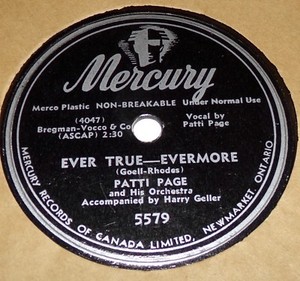 Mercury
Merco Plastic NON-BREAKABLE Under Normal Use
(4047)
Bregman-Vocco & Co
(ASCAP) 2:30
Vocal by
Patti Page
EVER TRUE—EVERMORE
(Goell-Rhodes)
PATTI PAGE
and His Orchestra
Accompanied by Harry Geller
5579
MERCURY RECORDS OF CANADA LIMITED, NEWMARKET, ONTARIO